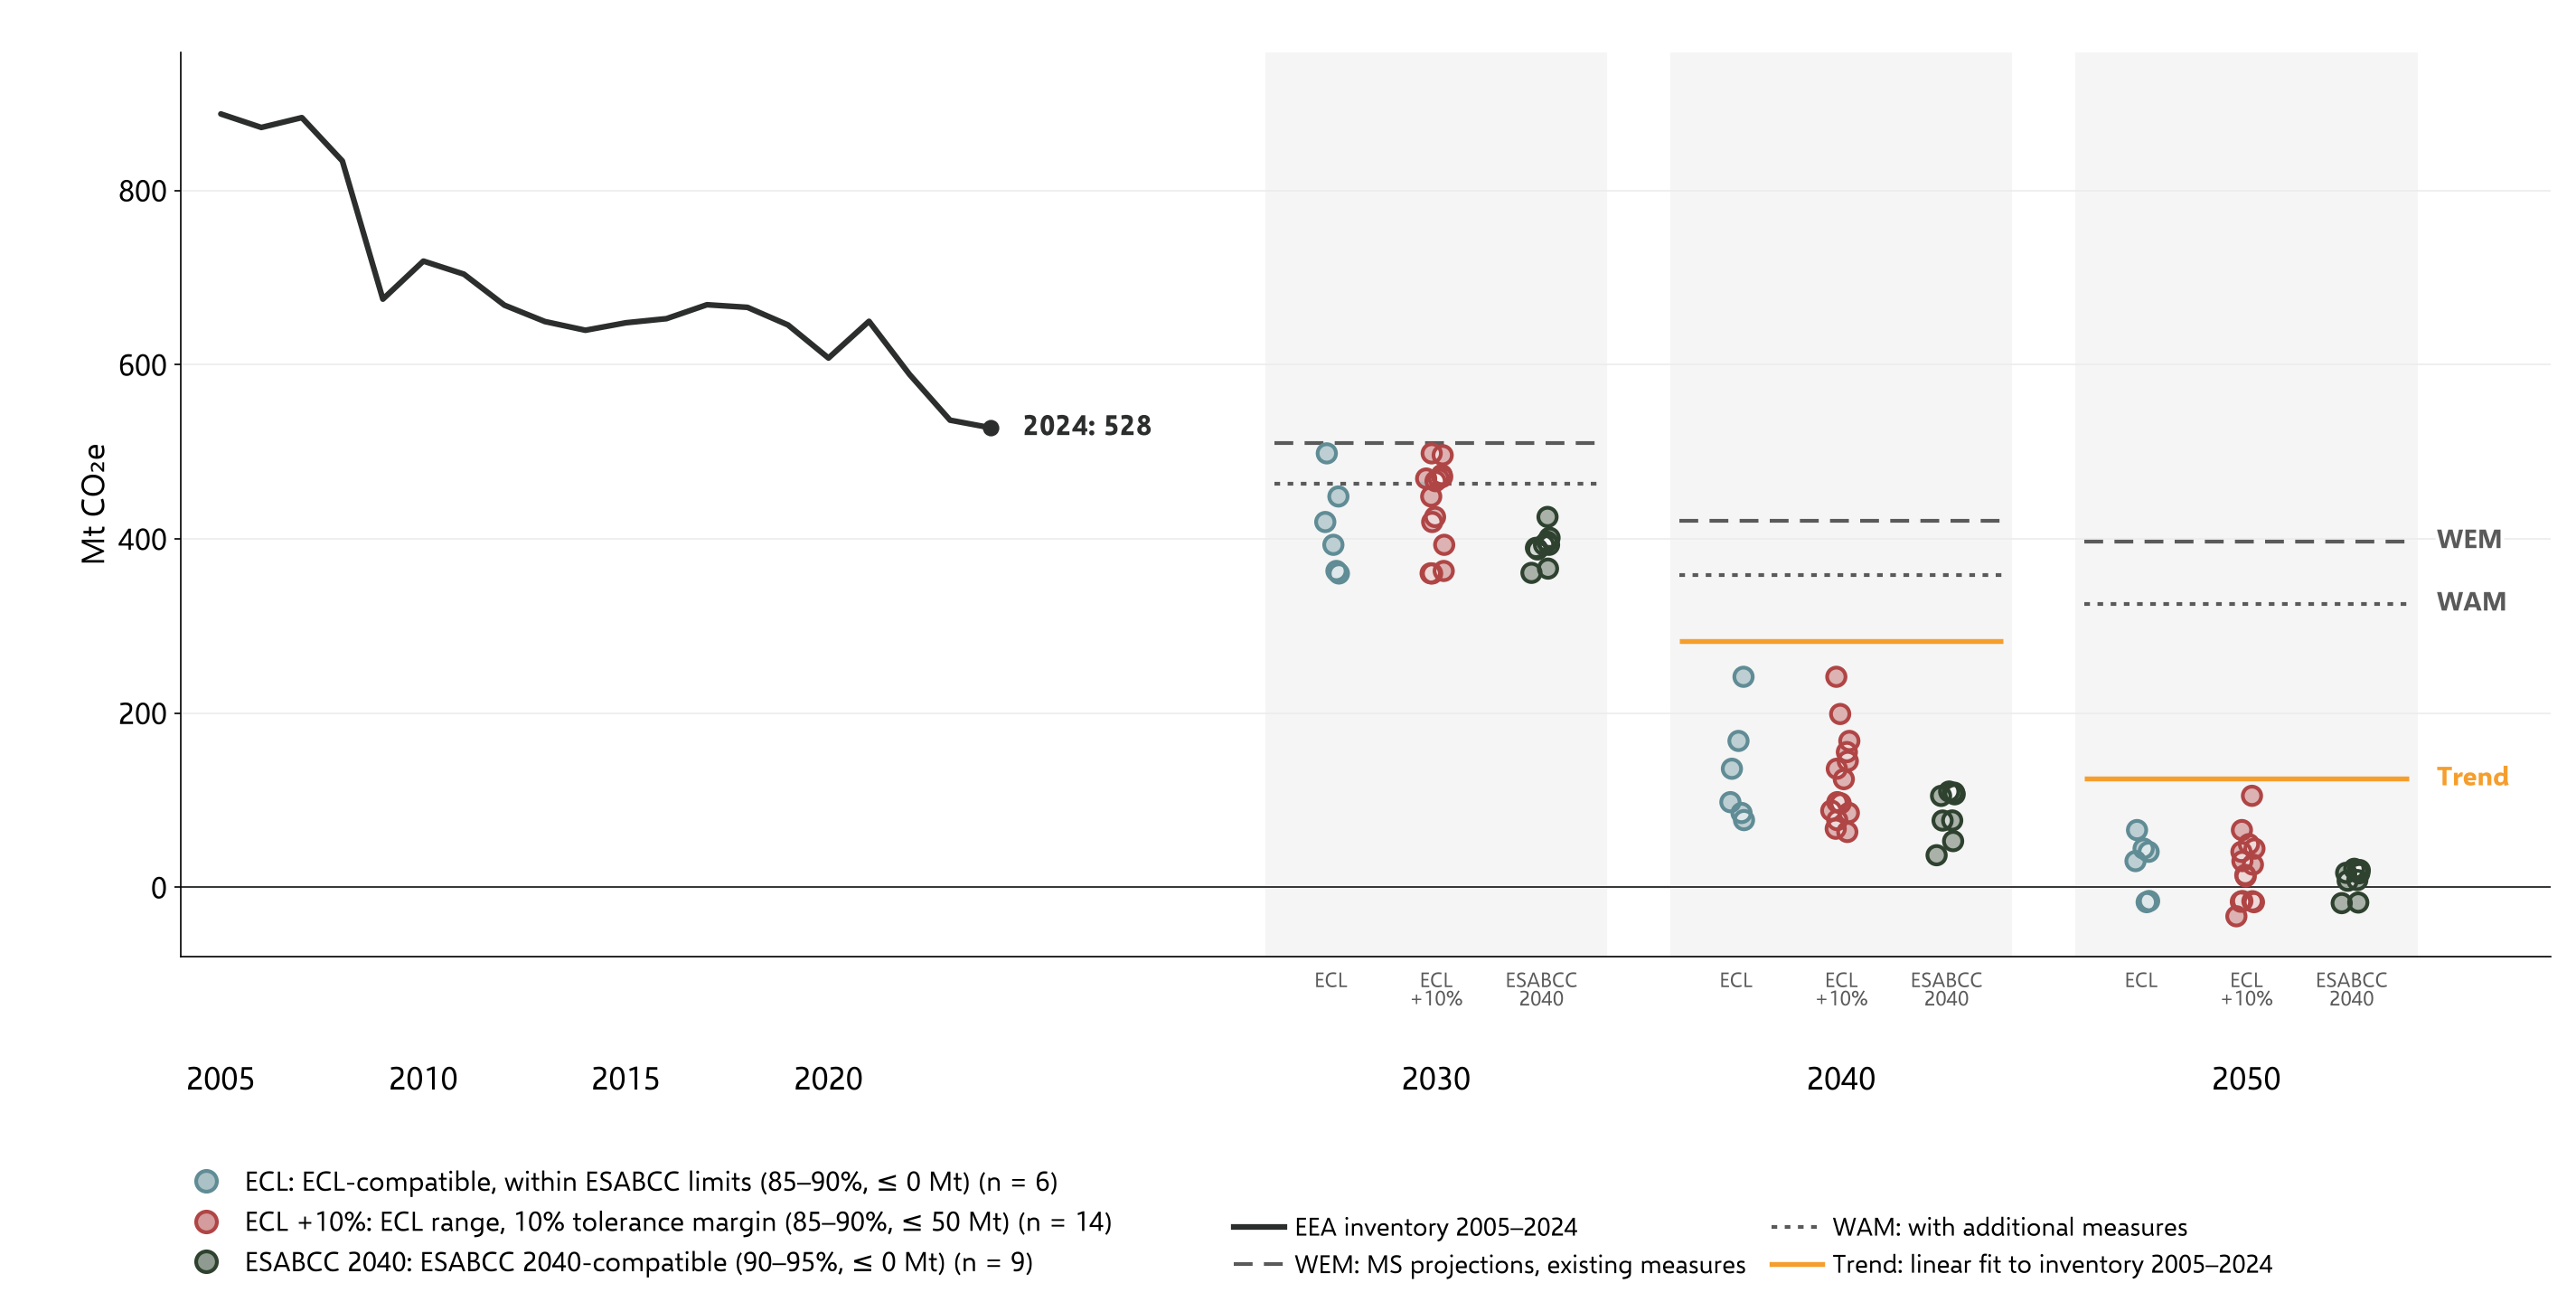 Mt CO₂e
800
600
400
200
0
2024: 528
WEM
WAM
Trend
ECL
ECL +10%
ESABCC 2040
ECL
ECL +10%
ESABCC 2040
ECL
ECL +10%
ESABCC 2040
2005
2010
2015
2020
2030
2040
2050
ECL: ECL-compatible, within ESABCC limits (85–90%, ≤ 0 Mt) (n = 6)
ECL +10%: ECL range, 10% tolerance margin (85–90%, ≤ 50 Mt) (n = 14)
ESABCC 2040: ESABCC 2040-compatible (90–95%, ≤ 0 Mt) (n = 9)
EEA inventory 2005–2024
WEM: MS projections, existing measures
WAM: with additional measures
Trend: linear fit to inventory 2005–2024